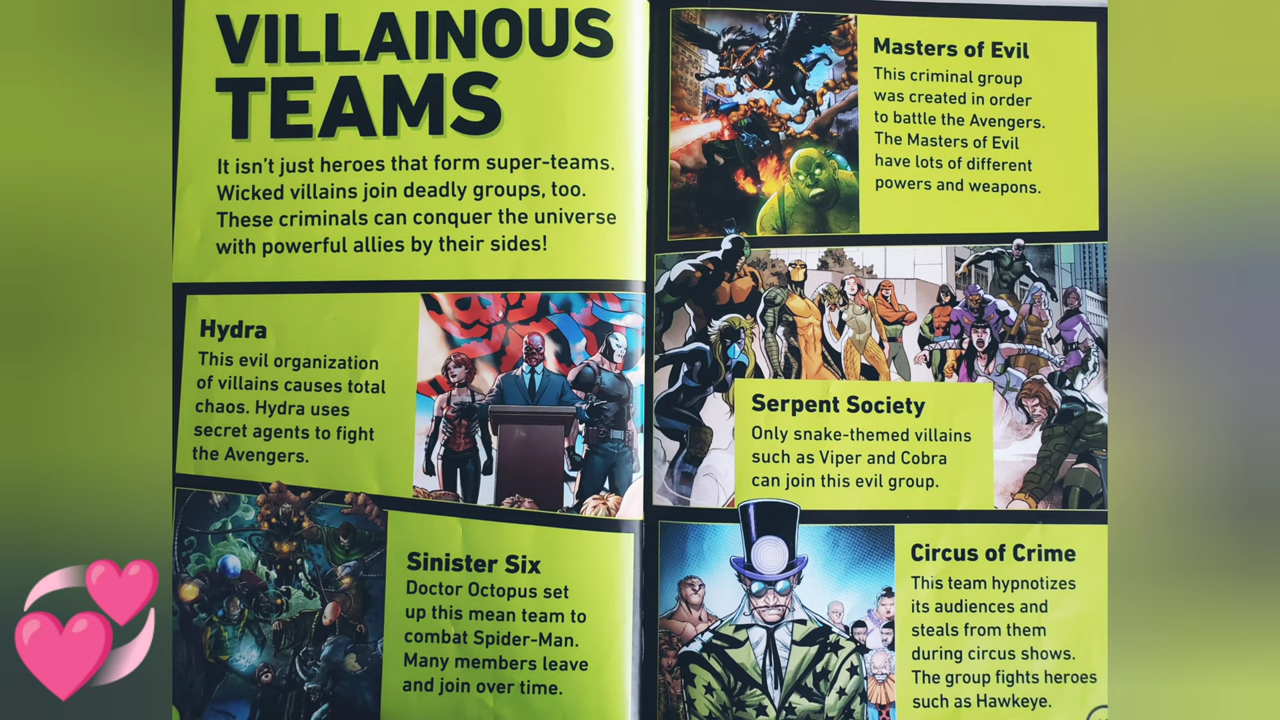 VILLAINOUS
TEAMS
It isn't just heroes that form super-teams.
Wicked villains join deadly groups, too.
These criminals can conquer the universe
with powerful allies by their sides!
Hydra
This evil organization
of villains causes total
chaos. Hydra uses
secret agents to fight
the Avengers.
Sinister Six
Doctor Octopus set
up this mean team to
combat Spider-Man.
Many members leave
and join over time.
Masters of Evil
This criminal group
was created in order
to battle the Avengers.
The Masters of Evil
have lots of different
powers and weapons.
Serpent Society
Only snake-themed villains
such as Viper and Cobra
can join this evil group.
Circus of Crime
This team hypnotizes
its audiences and
steals from them
during circus shows.
The group fights heroes
such as Hawkeye.